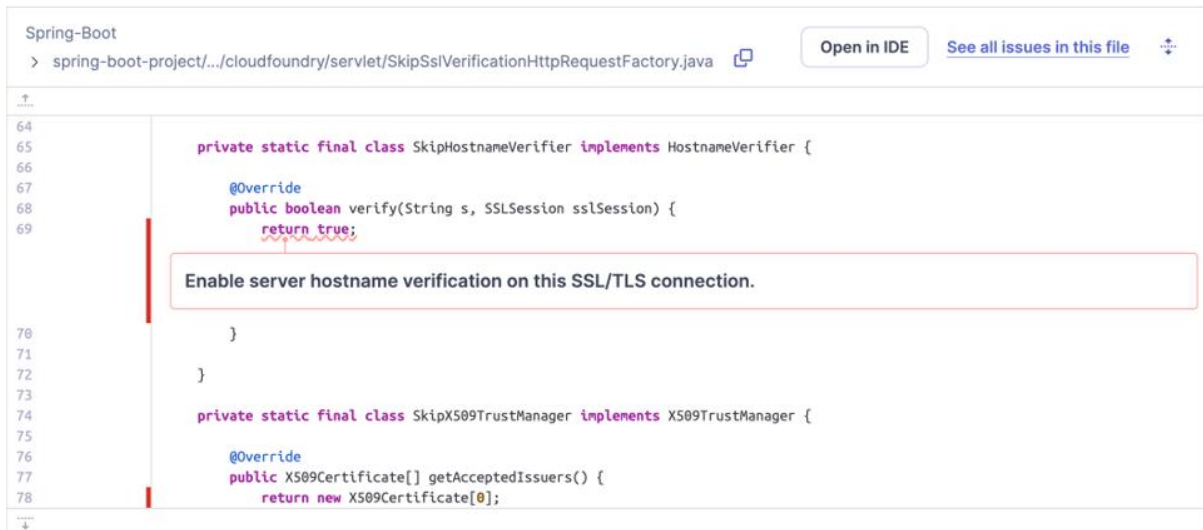 Spring-Boot
> spring-boot-project/.../cloudfoundry/servlet/SkipSslVerificationHttpRequestFactory.java
Open in IDE
See all issues in this file
64
65 private static final class SkipHostnameVerifier implements HostnameVerifier {
66
67 @Override
68 public boolean verify(String s, SSLSession sslSession) {
69 return true;
Enable server hostname verification on this SSL/TLS connection.
70 }
71
72 }
73
74 private static final class SkipX509TrustManager implements X509TrustManager {
75
76 @Override
77 public X509Certificate[] getAcceptedIssuers() {
78 return new X509Certificate[0];